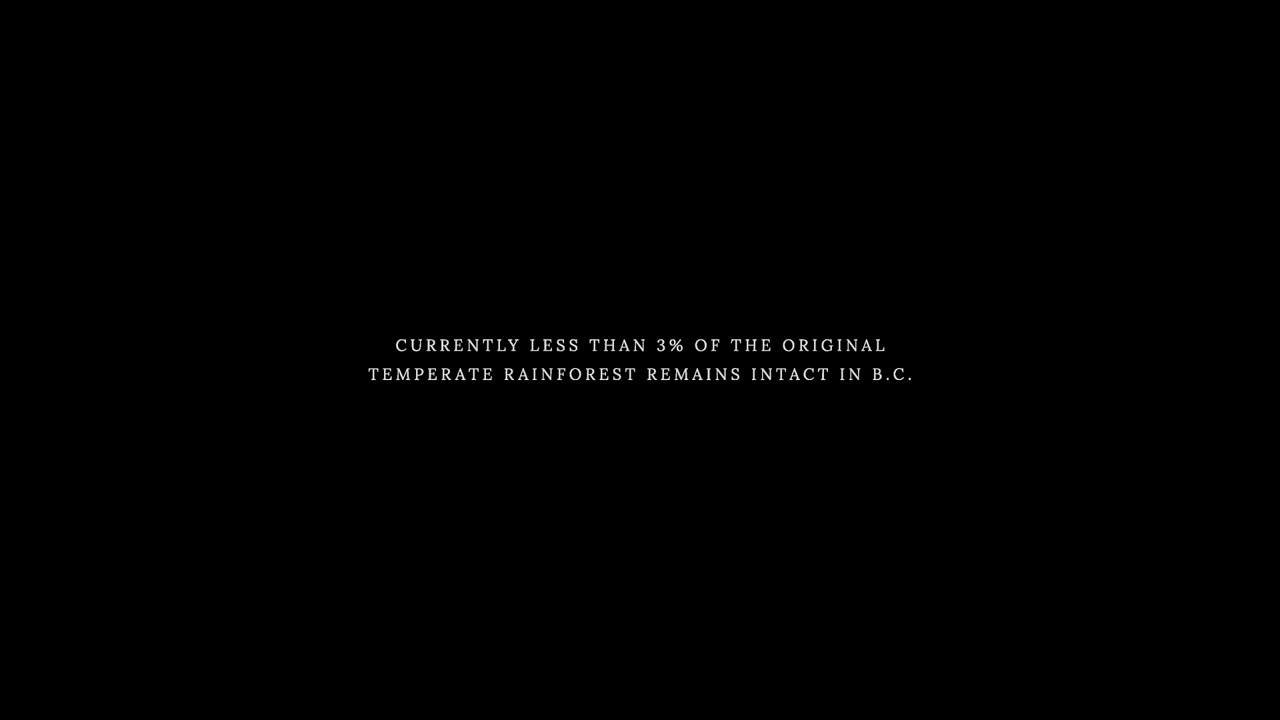 CURRENTLY LESS THAN 3% OF THE ORIGINAL
TEMPERATE RAINFOREST REMAINS INTACT IN B.C.